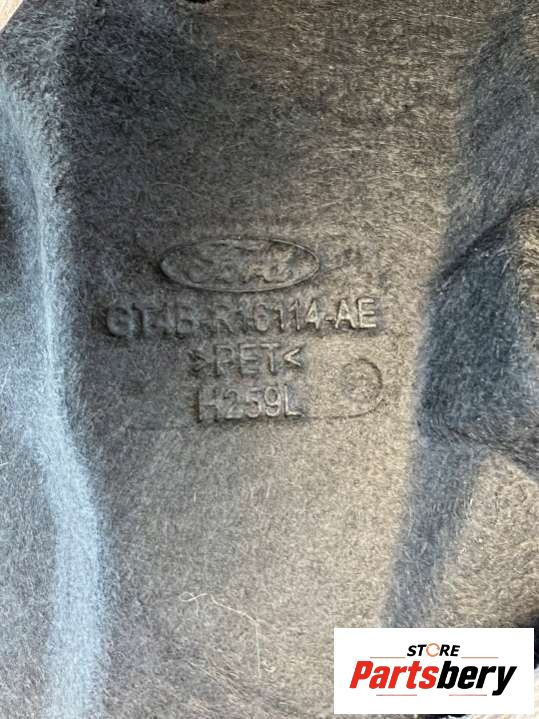 Ford
GT4B-R16114-AE
>PET<
H259L
STORE
Partsbery